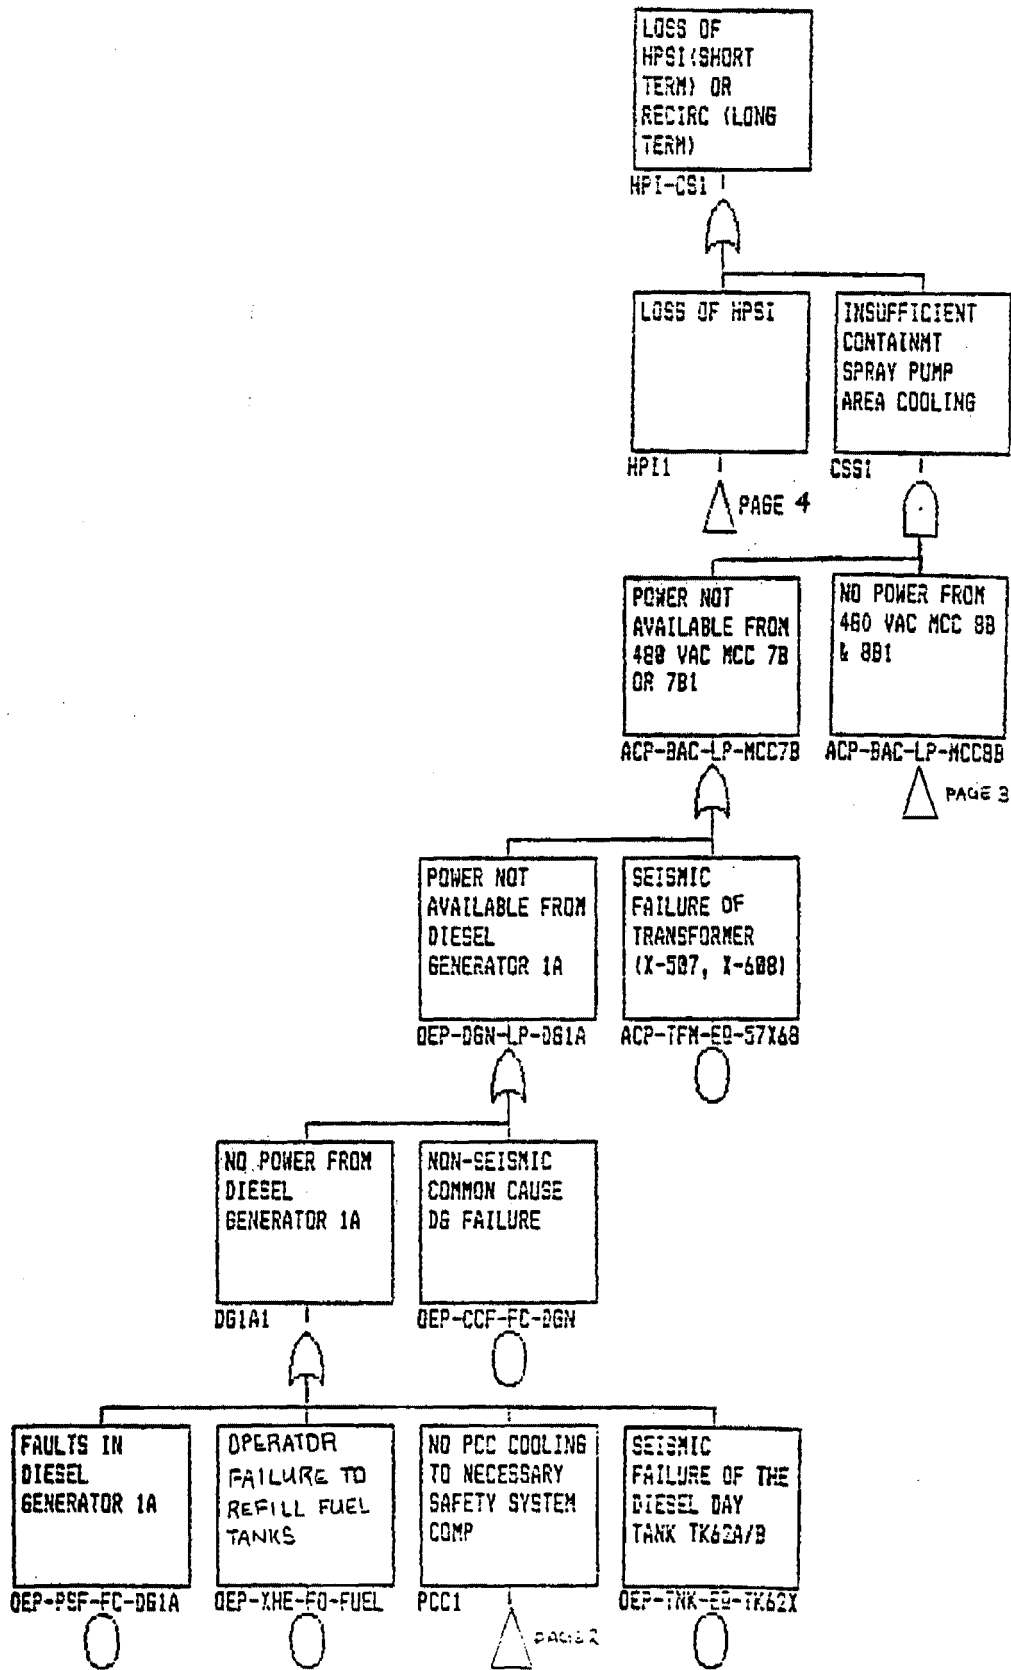 LOSS OF
HPSI(SHORT
TERM) OR
RECIRC (LONG
TERM)
HPI-CS1
LOSS OF HPSI
HPI1
PAGE 4
INSUFFICIENT
CONTAINMT
SPRAY PUMP
AREA COOLING
CSS1
POWER NOT
AVAILABLE FROM
480 VAC MCC 7B
OR 7B1
ACP-BAC-LP-MCC7B
NO POWER FROM
460 VAC MCC 8B
& 8B1
ACP-BAC-LP-MCC8B
PAGE 3
POWER NOT
AVAILABLE FROM
DIESEL
GENERATOR 1A
OEP-DGN-LP-DG1A
SEISMIC
FAILURE OF
TRANSFORMER
(X-507, X-608)
ACP-TFM-EQ-57X68
NO POWER FROM
DIESEL
GENERATOR 1A
DG1A1
NON-SEISMIC
COMMON CAUSE
DG FAILURE
OEP-CCF-FC-DGN
FAULTS IN
DIESEL
GENERATOR 1A
OEP-PSF-FC-DG1A
OPERATOR
FAILURE TO
REFILL FUEL
TANKS
OEP-XHE-FO-FUEL
NO PCC COOLING
TO NECESSARY
SAFETY SYSTEM
COMP
PCC1
PAGE 2
SEISMIC
FAILURE OF THE
DIESEL DAY
TANK TK62A/B
OEP-TNK-EQ-TK62X